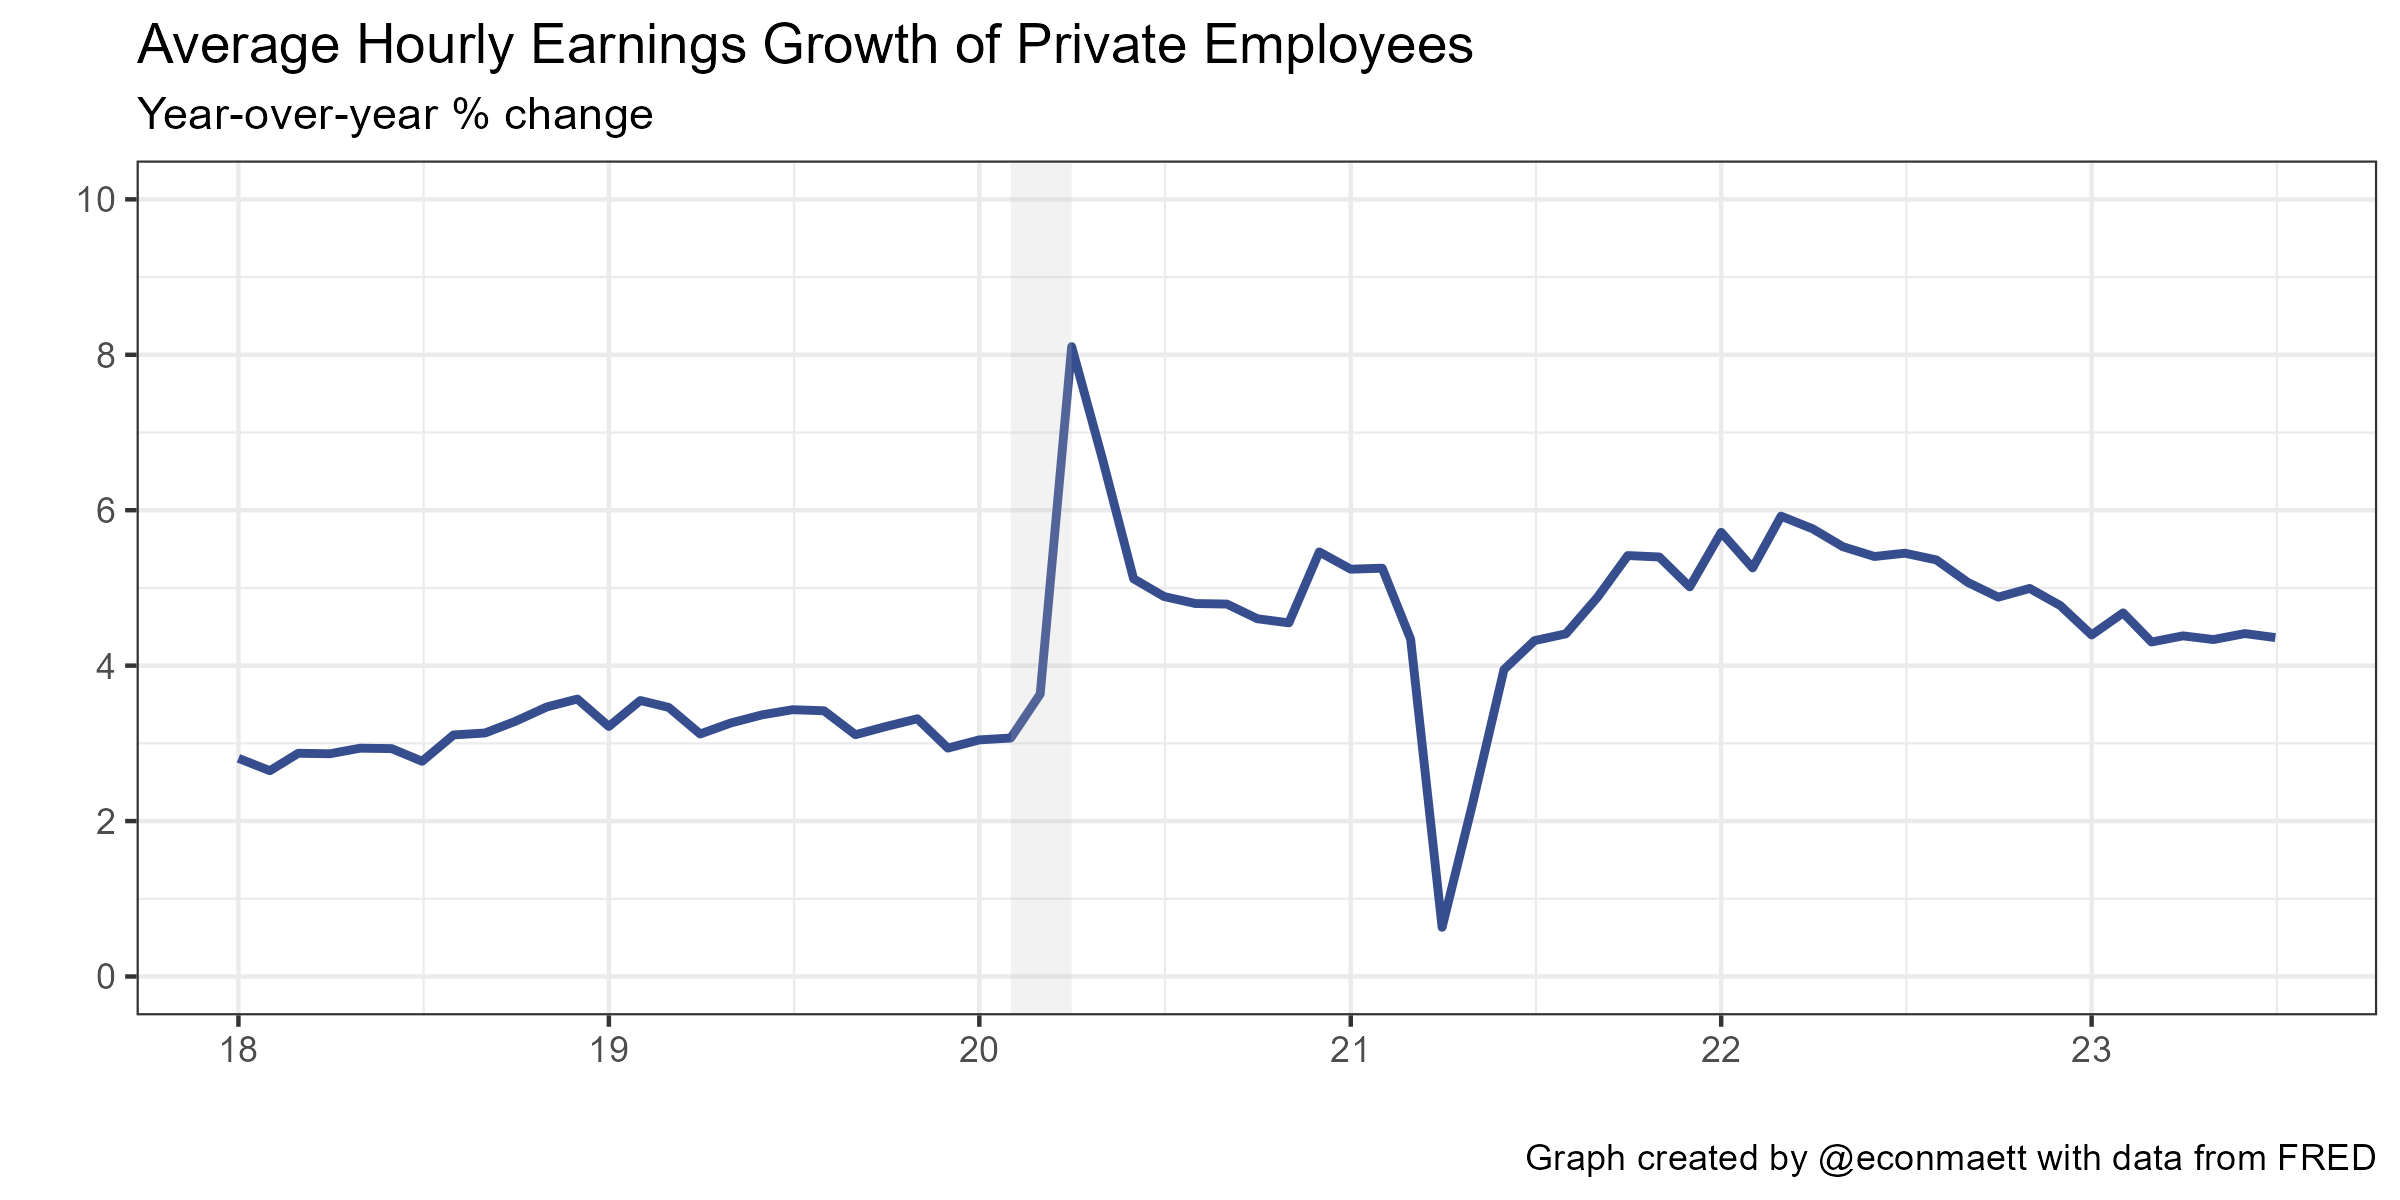 Average Hourly Earnings Growth of Private Employees
Year-over-year % change
10
8
6
4
2
0
18 19 20 21 22 23
Graph created by @econmaett with data from FRED